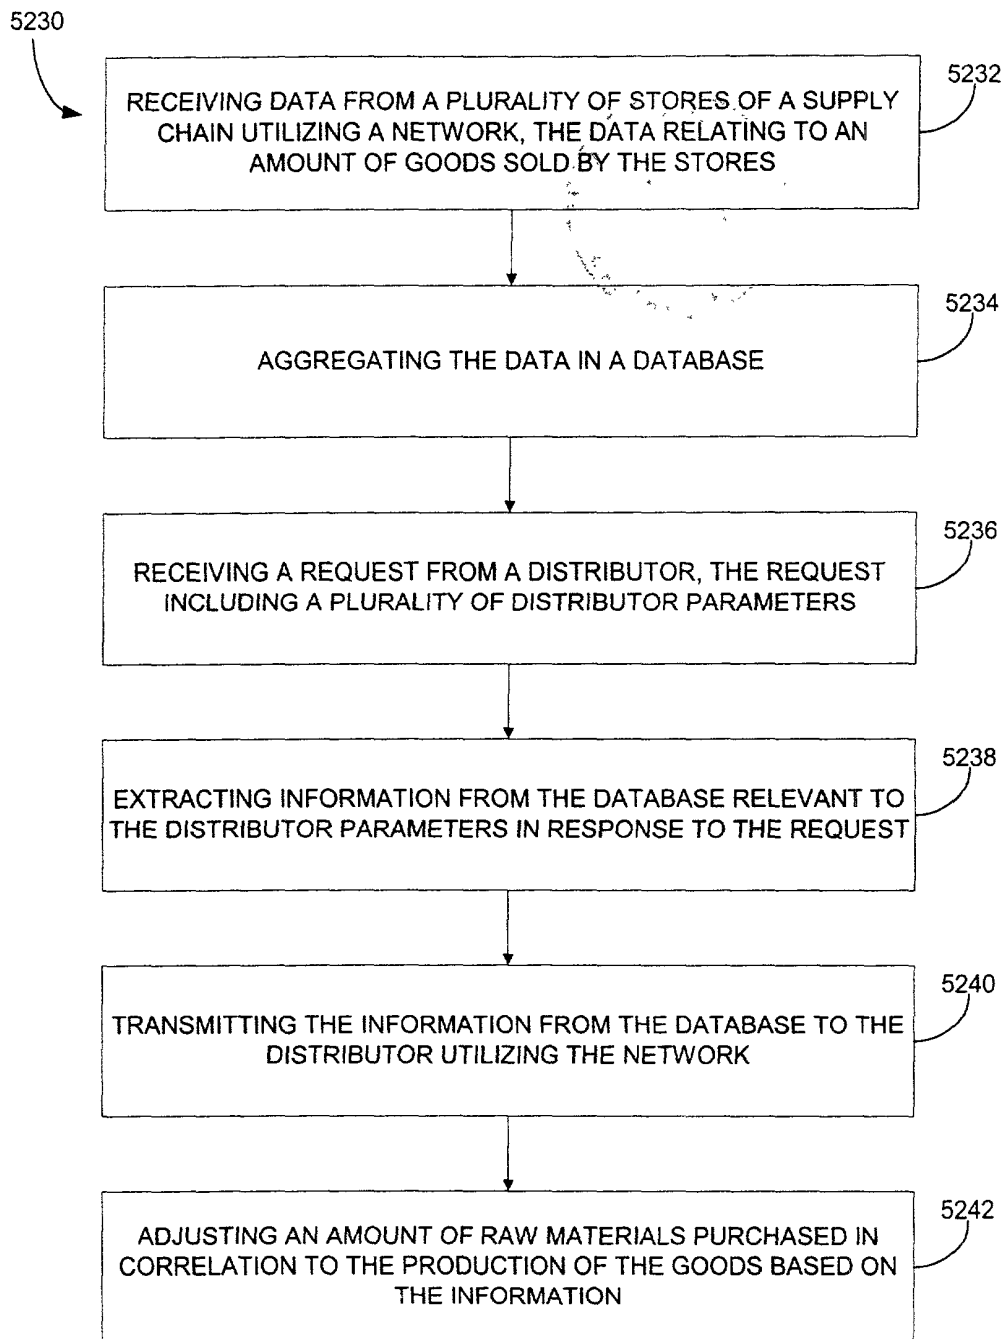 5230
5232
RECEIVING DATA FROM A PLURALITY OF STORES OF A SUPPLY
CHAIN UTILIZING A NETWORK, THE DATA RELATING TO AN
AMOUNT OF GOODS SOLD BY THE STORES
5234
AGGREGATING THE DATA IN A DATABASE
5236
RECEIVING A REQUEST FROM A DISTRIBUTOR, THE REQUEST
INCLUDING A PLURALITY OF DISTRIBUTOR PARAMETERS
5238
EXTRACTING INFORMATION FROM THE DATABASE RELEVANT TO
THE DISTRIBUTOR PARAMETERS IN RESPONSE TO THE REQUEST
5240
TRANSMITTING THE INFORMATION FROM THE DATABASE TO THE
DISTRIBUTOR UTILIZING THE NETWORK
5242
ADJUSTING AN AMOUNT OF RAW MATERIALS PURCHASED IN
CORRELATION TO THE PRODUCTION OF THE GOODS BASED ON
THE INFORMATION